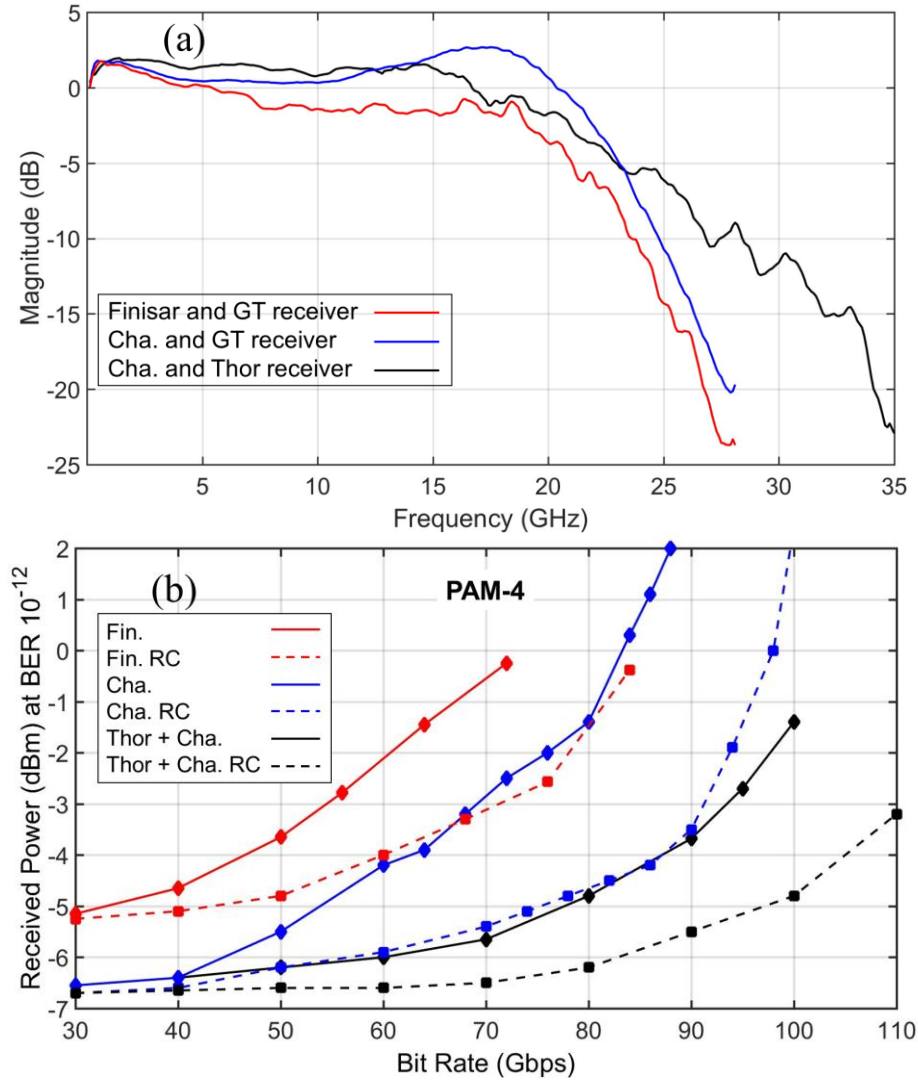 (a)
5
0
-5
-10
-15
-20
-25
Magnitude (dB)
Finisar and GT receiver
Cha. and GT receiver
Cha. and Thor receiver
5 10 15 20 25 30 35
Frequency (GHz)
(b)
PAM-4
2
1
0
-1
-2
-3
-4
-5
-6
-7
Received Power (dBm) at BER 10^-12
Fin.
Fin. RC
Cha.
Cha. RC
Thor + Cha.
Thor + Cha. RC
30 40 50 60 70 80 90 100 110
Bit Rate (Gbps)